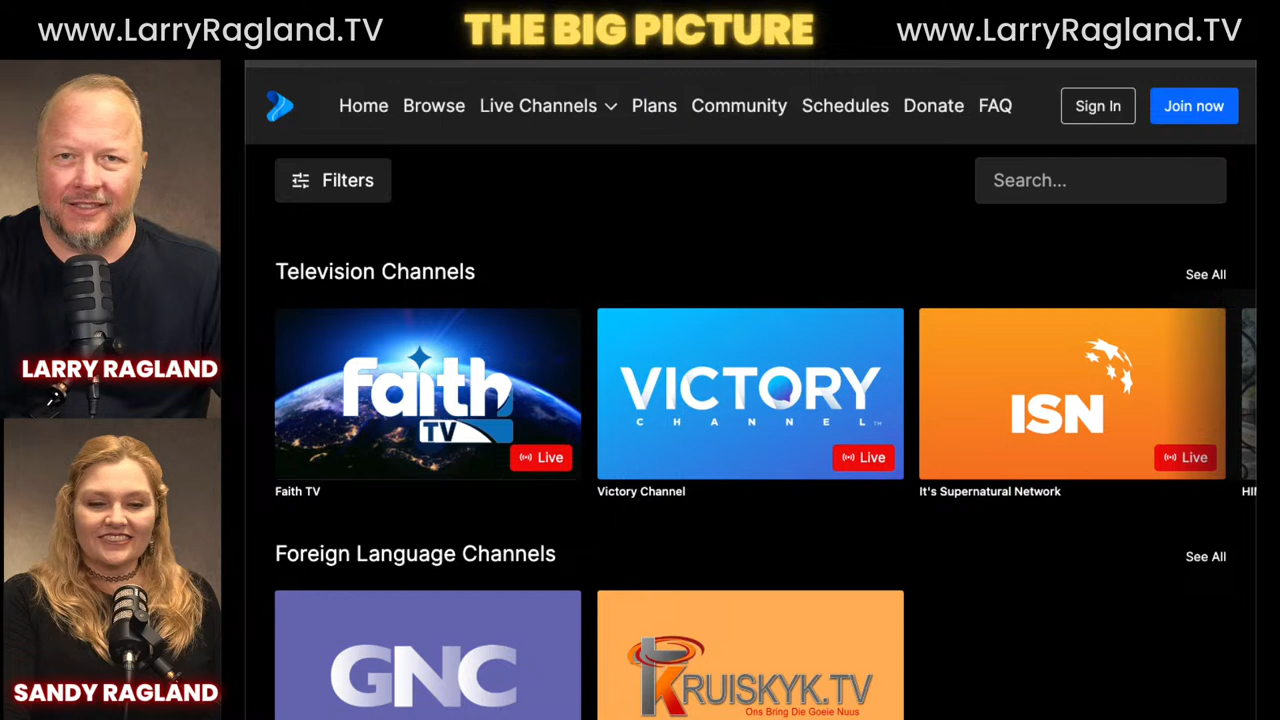 www.LarryRagland.TV
THE BIG PICTURE
www.LarryRagland.TV
Home Browse Live Channels Plans Community Schedules Donate FAQ Sign In Join now
Filters
Search...
Television Channels
See All
LARRY RAGLAND
faith
TV
Live
VICTORY
CHANNEL™
Live
ISN
Live
Faith TV
Victory Channel
It's Supernatural Network
Foreign Language Channels
See All
GNC
KRUISKYK.TV
Ons Bring Die Goeie Nuus
SANDY RAGLAND